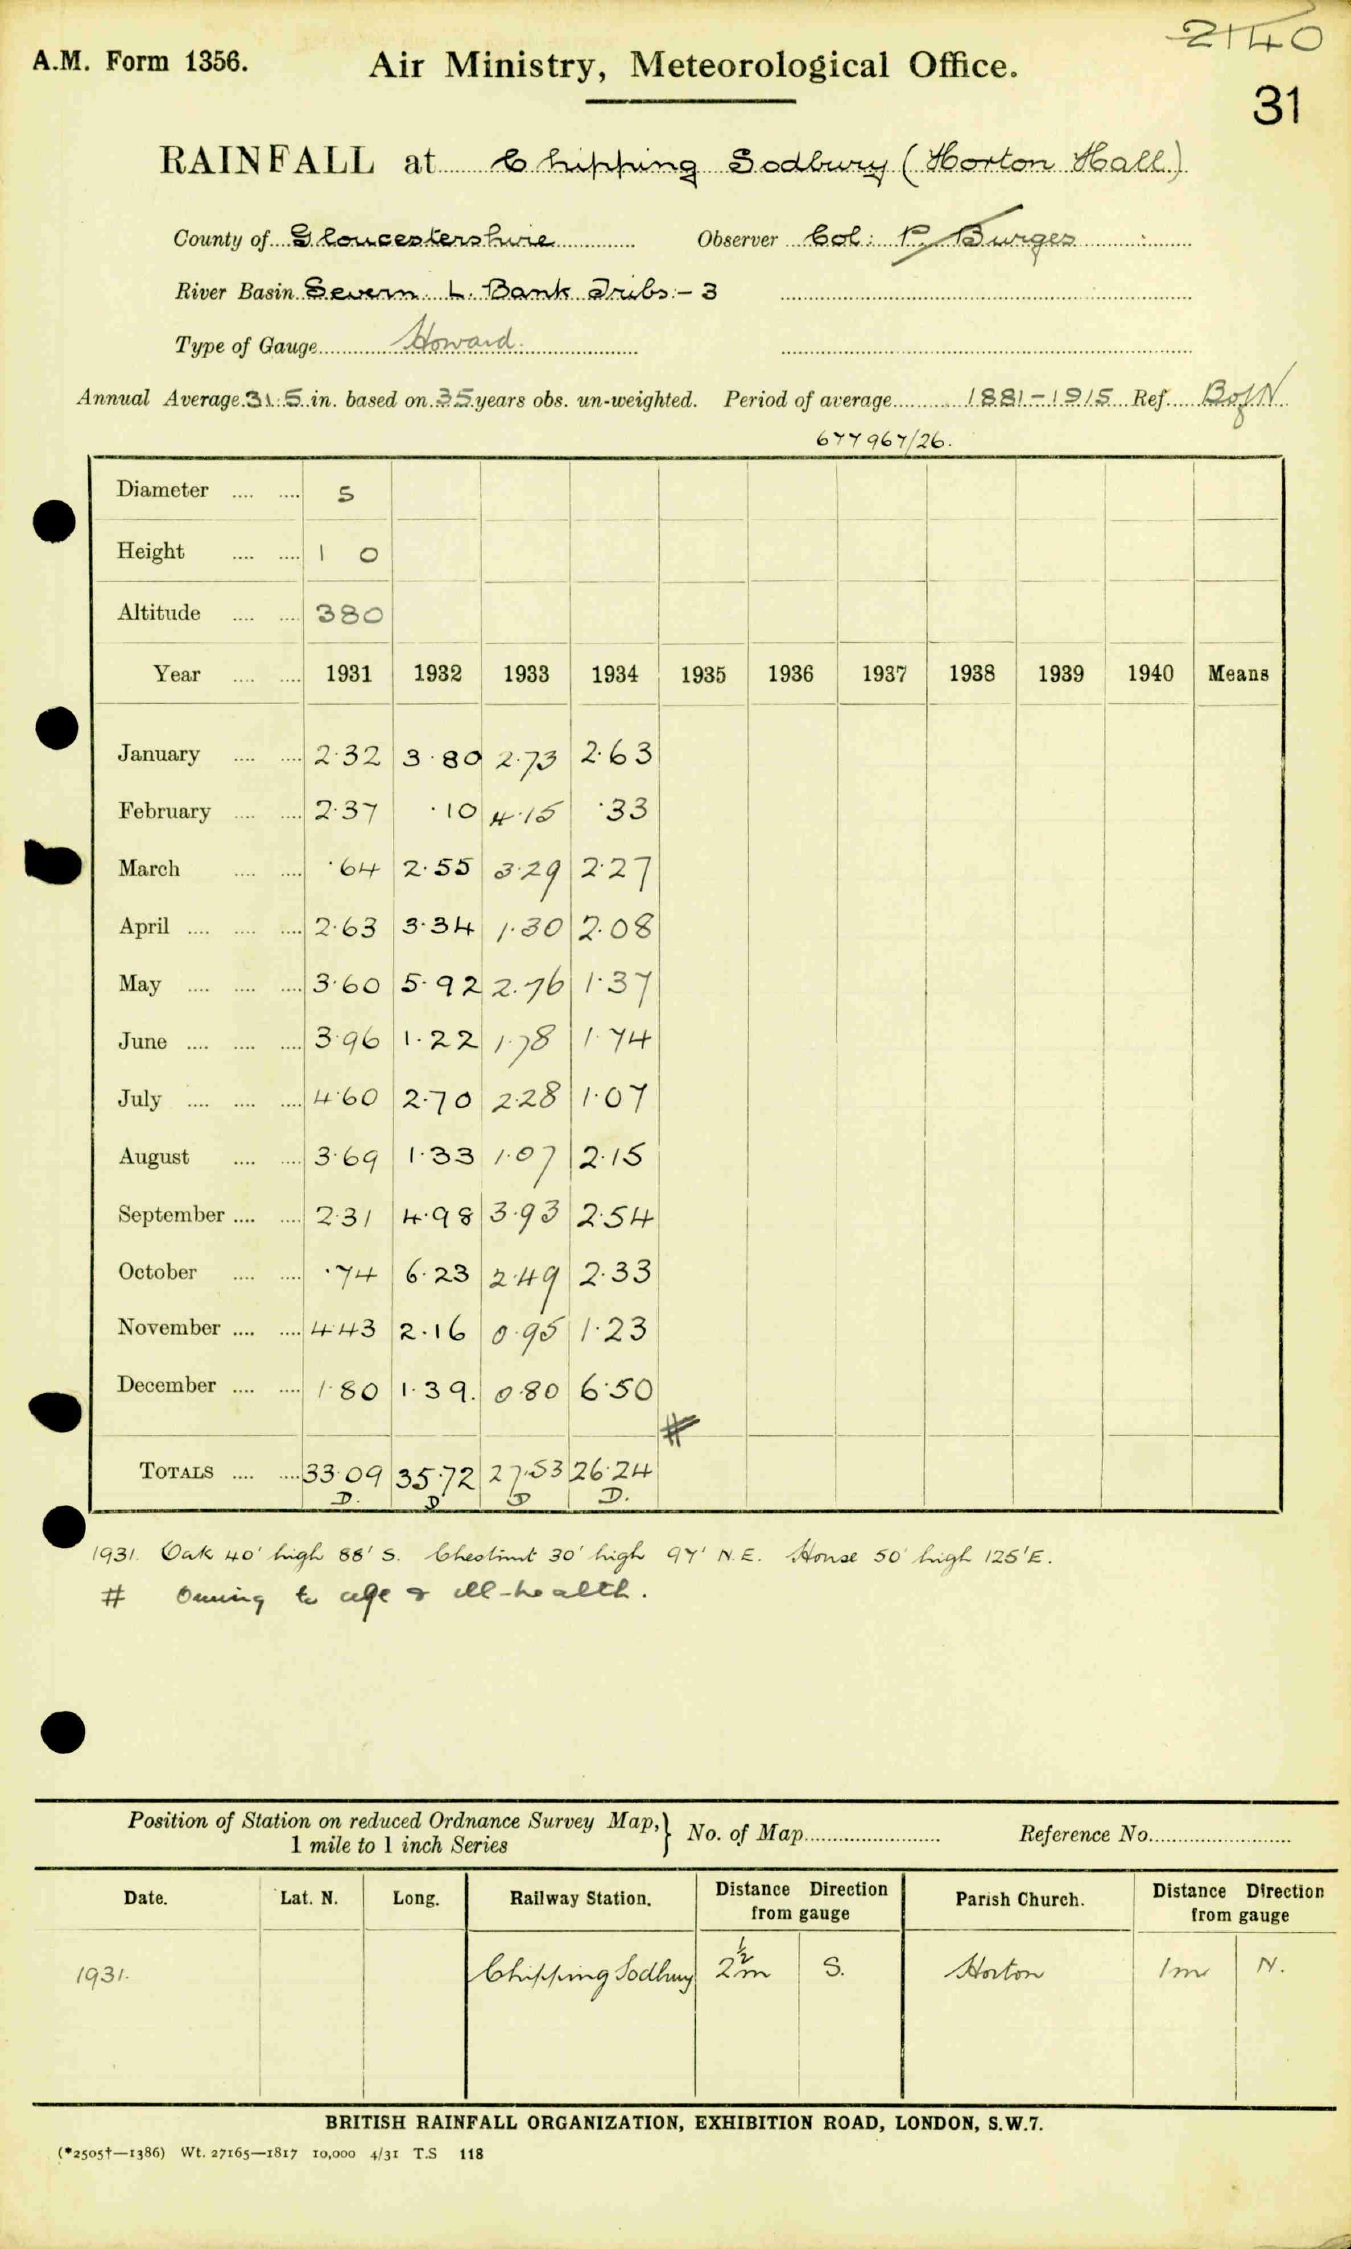 2140
A.M. Form 1356. Air Ministry, Meteorological Office.
31
RAINFALL at Chipping Sodbury (Horton Hall)
County of Gloucestershire Observer Col: P. Burges
River Basin Severn L. Bank Tribs:- 3
Type of Gauge Howard.
Annual Average 31.5 in. based on 35 years obs. un-weighted. Period of average 1881-1915 Ref. B of N
677967/26.
Diameter .... .... 5
Height .... .... 1 0
Altitude .... .... 380
Year .... .... 1931 1932 1933 1934 1935 1936 1937 1938 1939 1940 Means
January .... .... 2·32 3·80 2·73 2·63
February .... .... 2·37 ·10 4·15 ·33
March .... .... ·64 2·55 3·29 2·27
April .... .... .... 2·63 3·34 1·30 2·08
May .... .... .... 3·60 5·92 2·76 1·37
June .... .... .... 3·96 1·22 1·78 1·74
July .... .... .... 4·60 2·70 2·28 1·07
August .... .... 3·69 1·33 1·07 2·15
September .... .... 2·31 4·98 3·93 2·54
October .... .... ·74 6·23 2·49 2·33
November .... .... 4·43 2·16 0·95 1·23
December .... .... 1·80 1·39. 0·80 6·50
#
TOTALS .... .... 33·09 35·72 27·53 26·24
D. D D D.
1931. Oak 40' high 88' S. Chestnut 30' high 97' N.E. House 50' high 125' E.
# Owing to age & ill-health.
Position of Station on reduced Ordnance Survey Map, } No. of Map Reference No.
1 mile to 1 inch Series
Date. Lat. N. Long. Railway Station. Distance Direction from gauge Parish Church. Distance Direction from gauge
1931. Chipping Sodbury 2½m S. Horton 1m N.
BRITISH RAINFALL ORGANIZATION, EXHIBITION ROAD, LONDON, S.W.7.
(*2505†—1386) Wt. 27165—1817 10,000 4/31 T.S 118